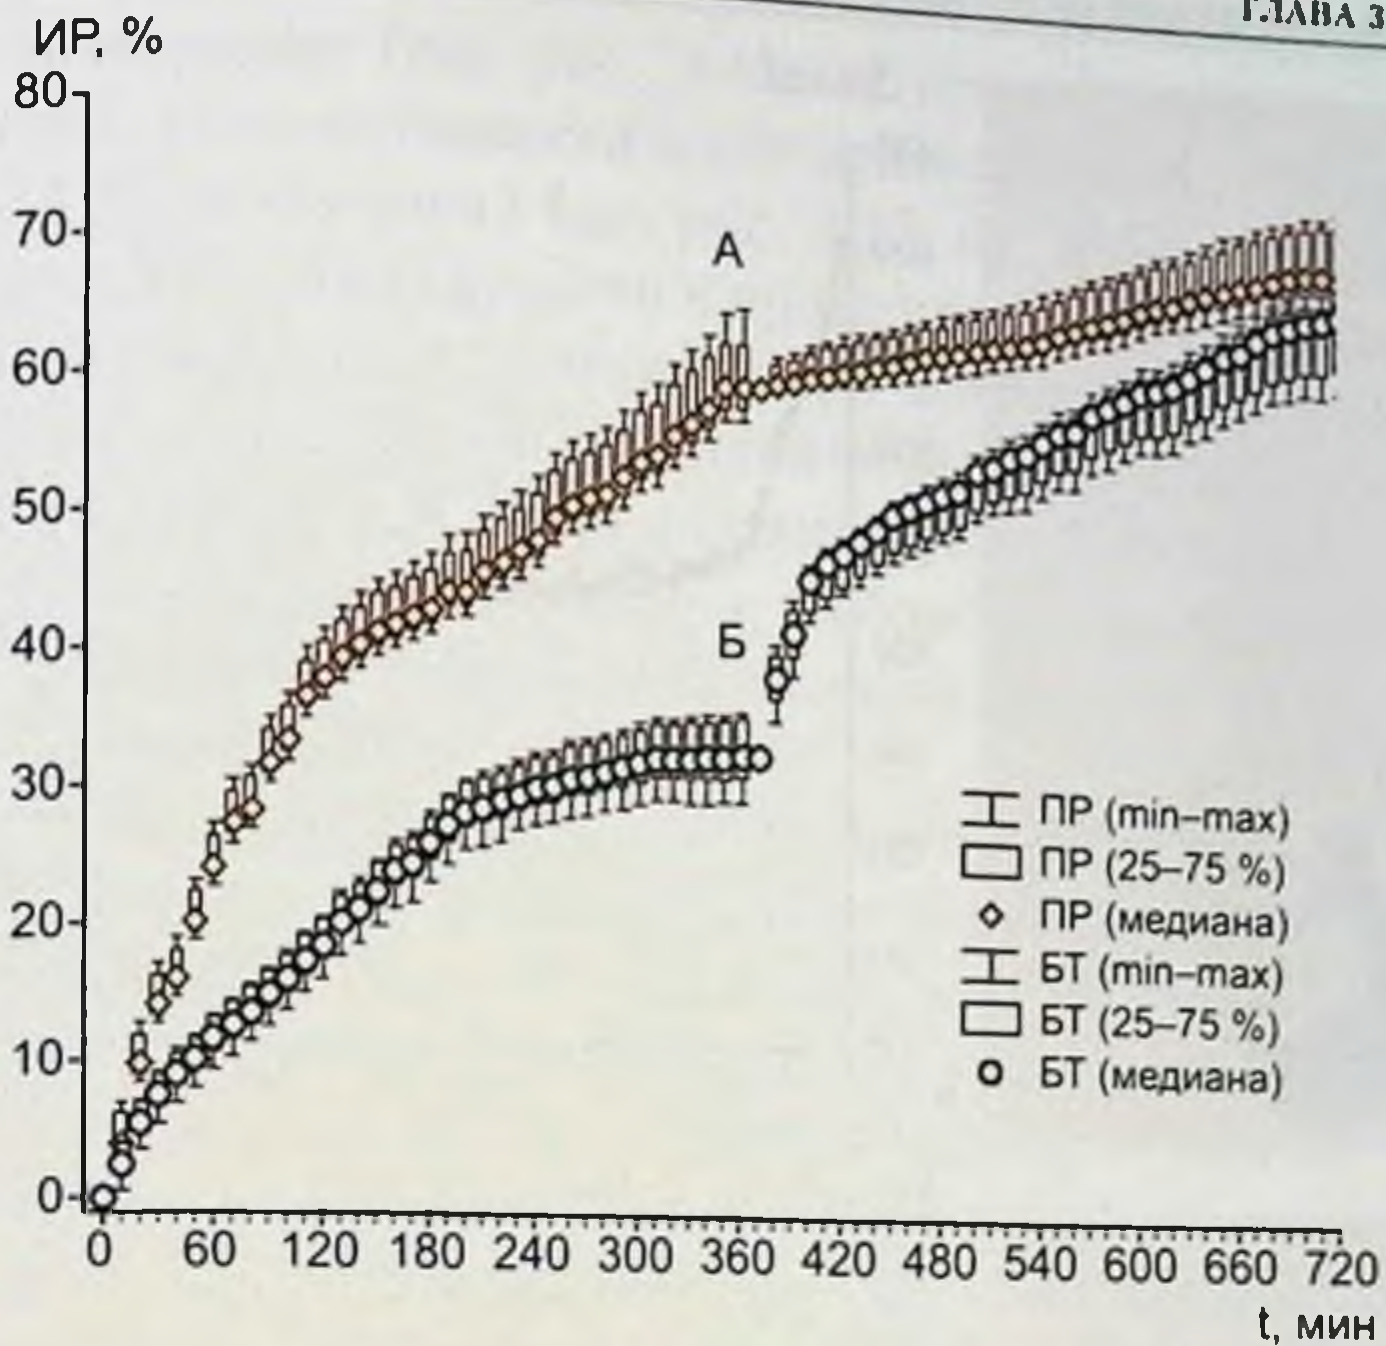 ГЛАВА 3
ИР, %
80
70
60
50
40
30
20
10
0
А
Б
ПР (min–max)
ПР (25–75 %)
ПР (медиана)
БТ (min–max)
БТ (25–75 %)
БТ (медиана)
0 60 120 180 240 300 360 420 480 540 600 660 720
t, мин